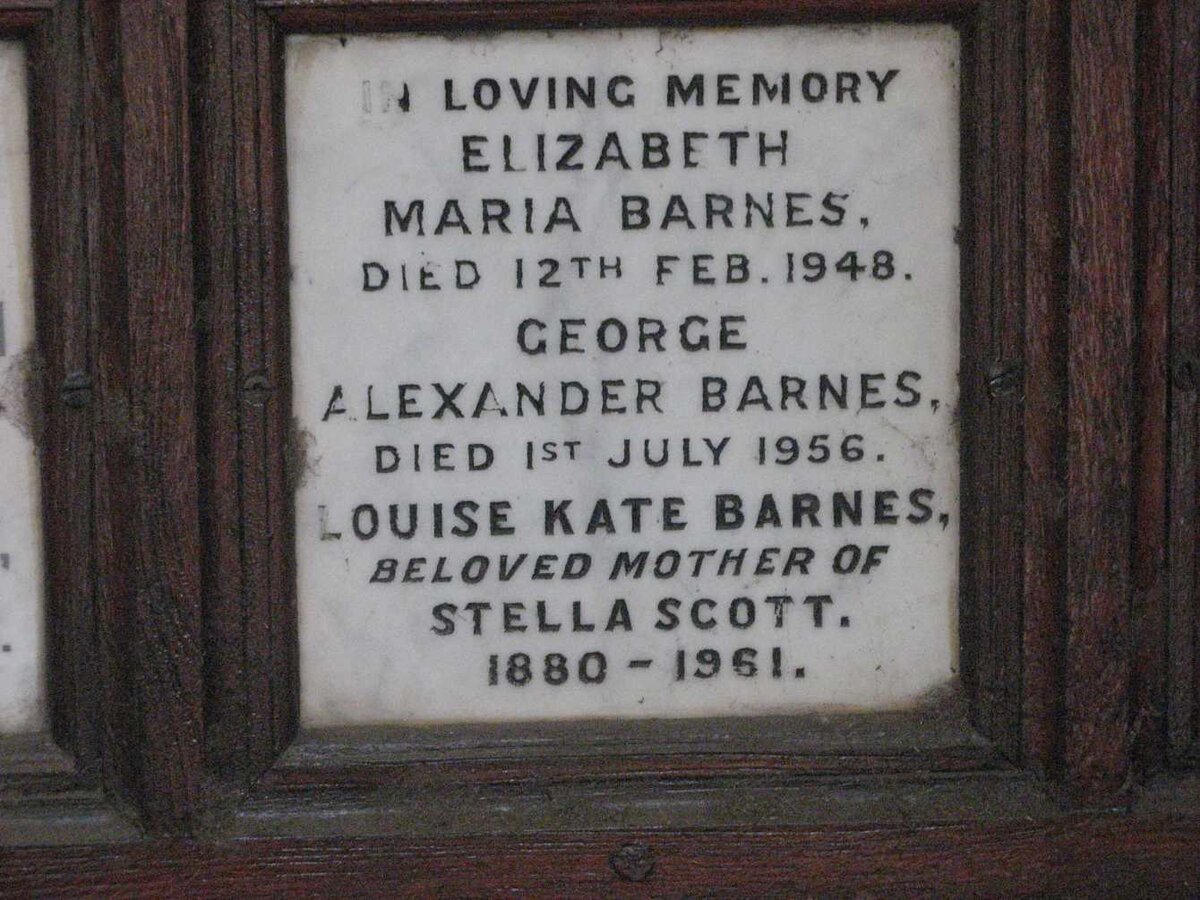 IN LOVING MEMORY
ELIZABETH
MARIA BARNES,
DIED 12TH FEB. 1948.
GEORGE
ALEXANDER BARNES,
DIED 1ST JULY 1956.
LOUISE KATE BARNES,
BELOVED MOTHER OF
STELLA SCOTT.
1880 – 1961.